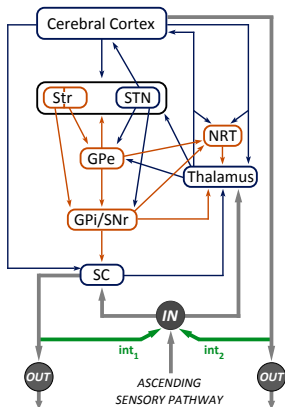 Cerebral Cortex
Str
STN
NRT
GPe
Thalamus
GPi/SNr
SC
IN
int1
int2
OUT
OUT
ASCENDING
SENSORY PATHWAY